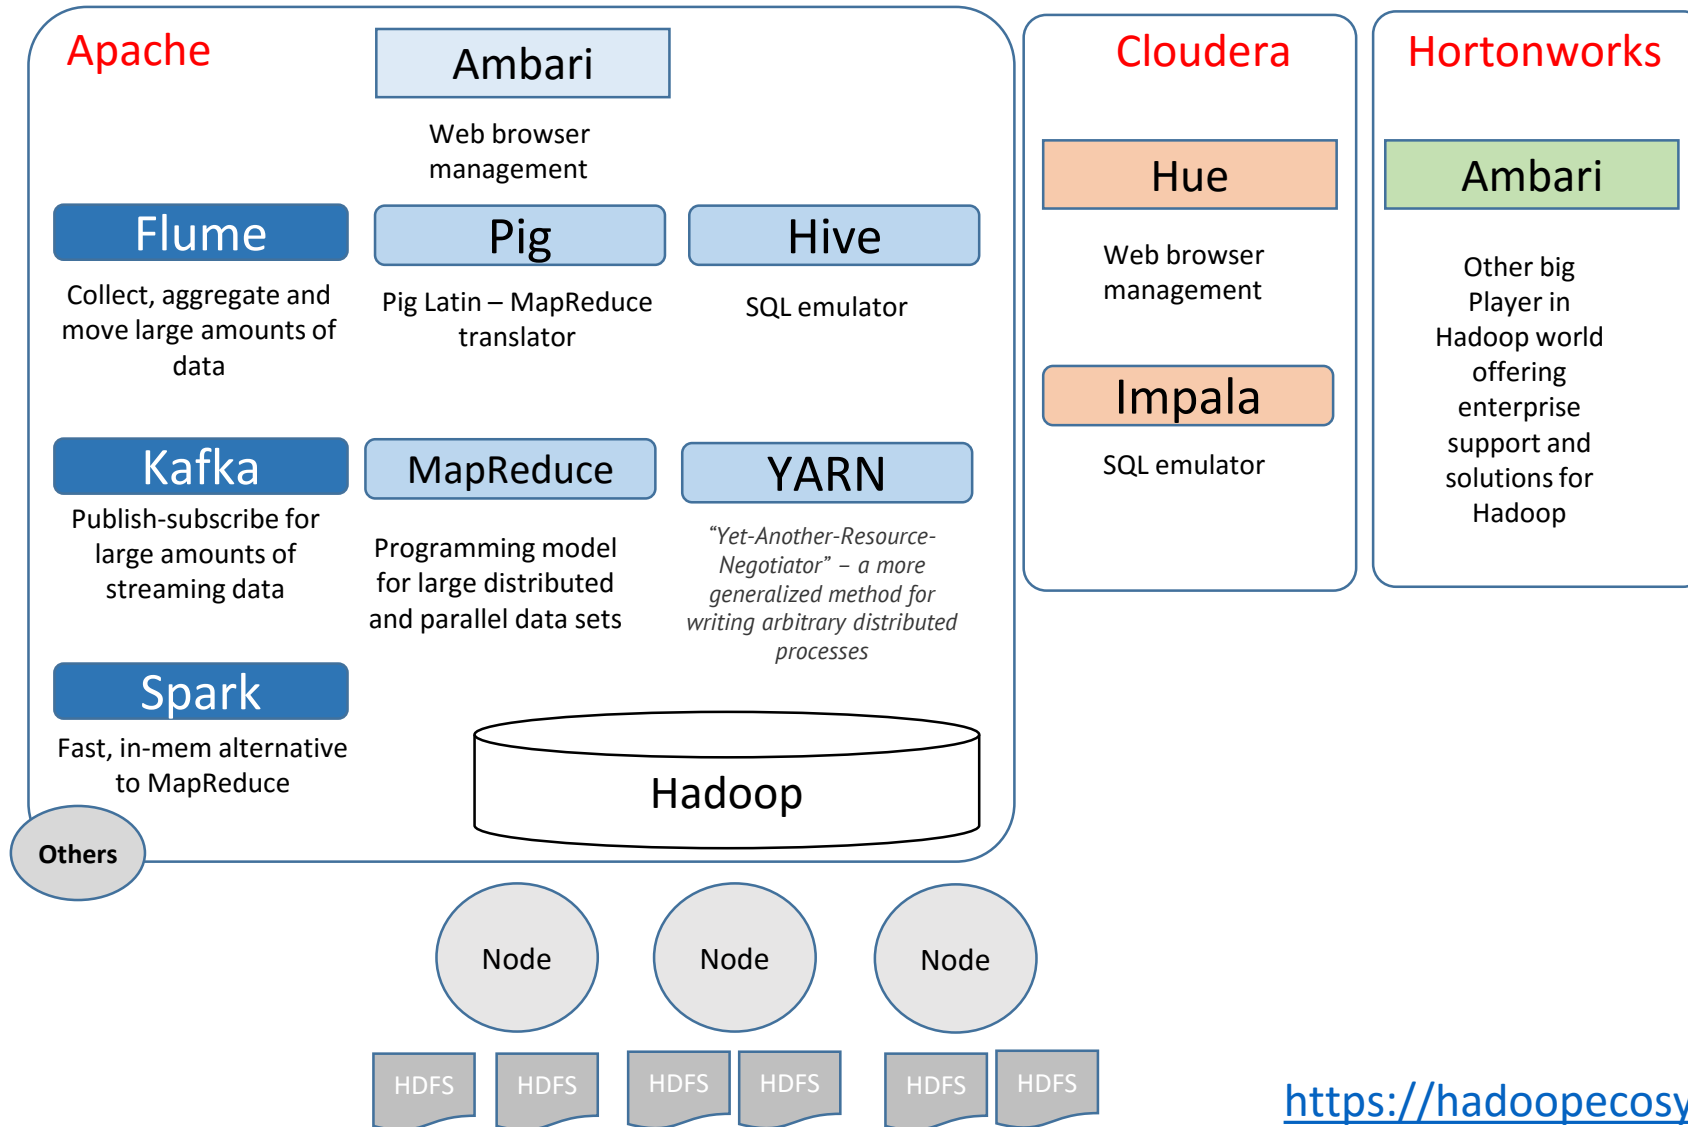 Apache
Ambari
Web browser
management
Flume
Collect, aggregate and
move large amounts of
data
Pig
Pig Latin – MapReduce
translator
Hive
SQL emulator
Kafka
Publish-subscribe for
large amounts of
streaming data
MapReduce
Programming model
for large distributed
and parallel data sets
YARN
“Yet-Another-Resource-
Negotiator” – a more
generalized method for
writing arbitrary distributed
processes
Spark
Fast, in-mem alternative
to MapReduce
Hadoop
Others
Cloudera
Hue
Web browser
management
Impala
SQL emulator
Hortonworks
Ambari
Other big
Player in
Hadoop world
offering
enterprise
support and
solutions for
Hadoop
Node
Node
Node
HDFS
HDFS
HDFS
HDFS
HDFS
HDFS
https://hadoopecosy